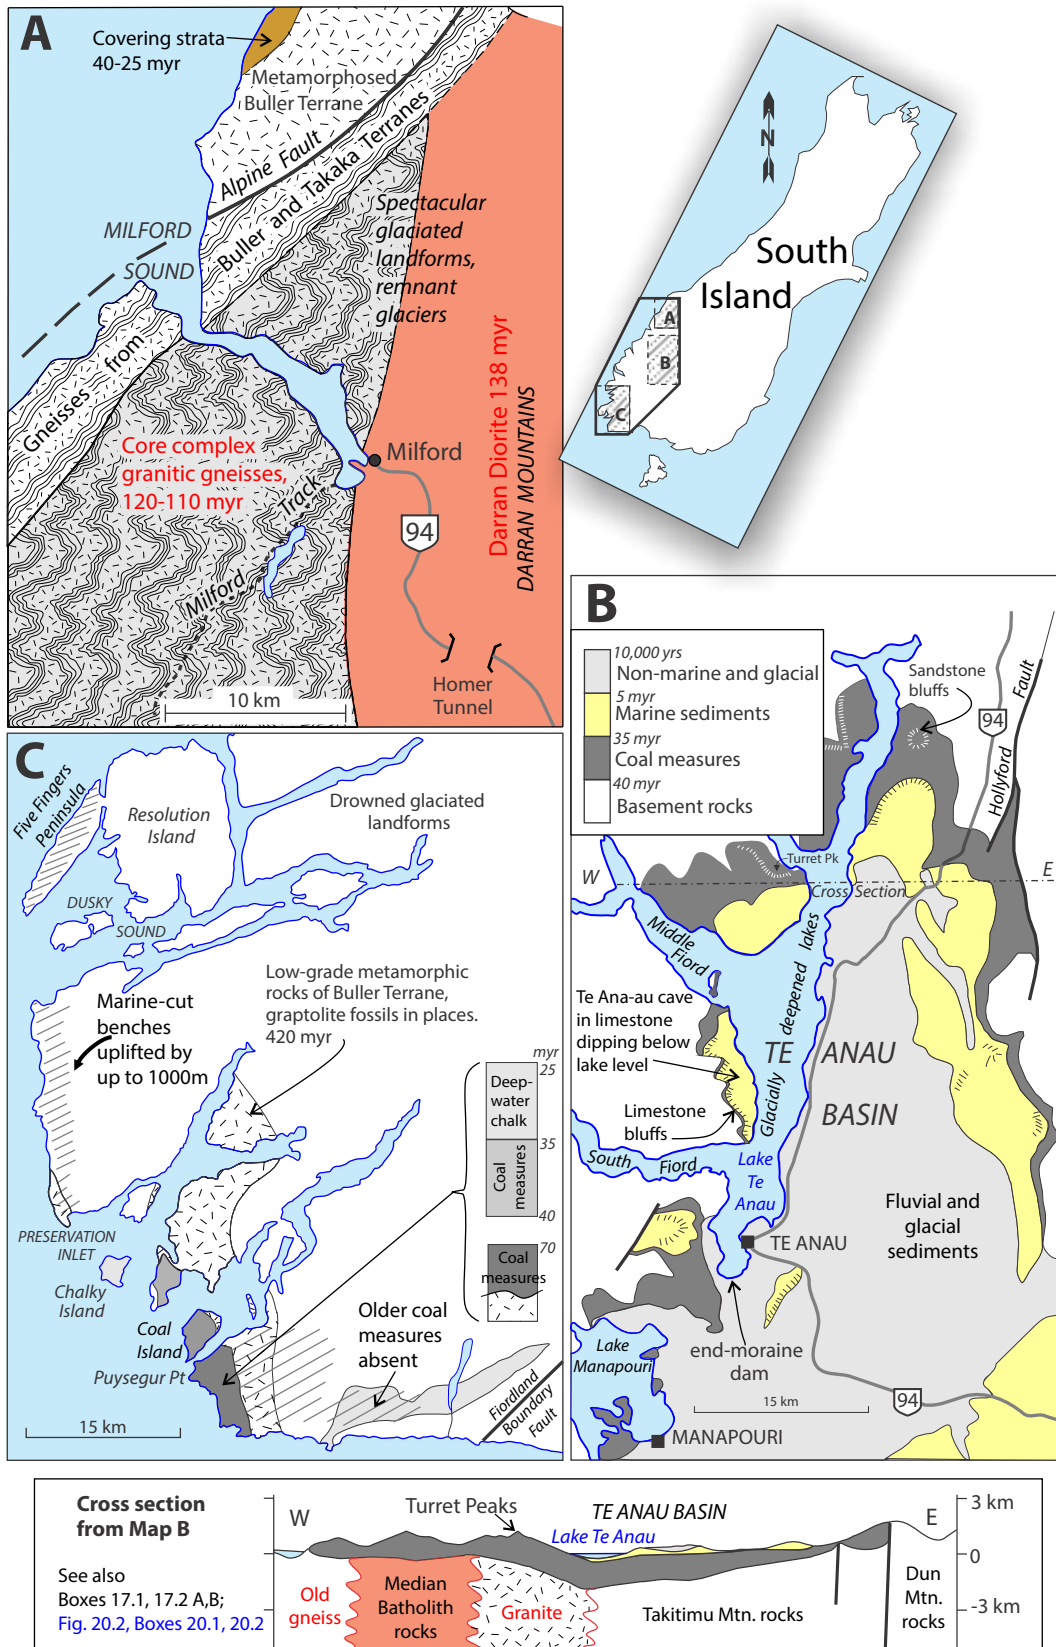 A
Covering strata
40-25 myr
Metamorphosed
Buller Terrane
Alpine Fault
Buller and Takaka Terranes
Gneisses from
MILFORD
SOUND
Spectacular
glaciated
landforms,
remnant
glaciers
Core complex
granitic gneisses,
120-110 myr
Milford
Milford Track
94
Darran Diorite 138 myr
DARRAN MOUNTAINS
Homer
Tunnel
10 km
N
South
Island
A
B
C
B
10,000 yrs
Non-marine and glacial
5 myr
Marine sediments
35 myr
Coal measures
40 myr
Basement rocks
Sandstone
bluffs
94
Hollyford Fault
Turret Pk
W
Cross Section
E
Middle
Fiord
Glacially deepened lakes
Te Ana-au cave
in limestone
dipping below
lake level
TE ANAU
BASIN
Limestone
bluffs
South Fiord
Lake
Te
Anau
Fluvial and
glacial
sediments
TE ANAU
end-moraine
dam
Lake
Manapouri
15 km
94
MANAPOURI
C
Five Fingers
Peninsula
Resolution
Island
Drowned glaciated
landforms
DUSKY
SOUND
Marine-cut
benches
uplifted by
up to 1000m
Low-grade metamorphic
rocks of Buller Terrane,
graptolite fossils in places.
420 myr
myr
25
Deep-
water
chalk
35
Coal
measures
40
70
Coal
measures
PRESERVATION
INLET
Chalky
Island
Coal
Island
Puysegur Pt
Older coal
measures
absent
Fiordland
Boundary
Fault
15 km
Cross section
from Map B
See also
Boxes 17.1, 17.2 A,B;
Fig. 20.2, Boxes 20.1, 20.2
W
Turret Peaks
TE ANAU BASIN
Lake Te Anau
E
3 km
0
-3 km
Old
gneiss
Median
Batholith
rocks
Granite
Takitimu Mtn. rocks
Dun
Mtn.
rocks